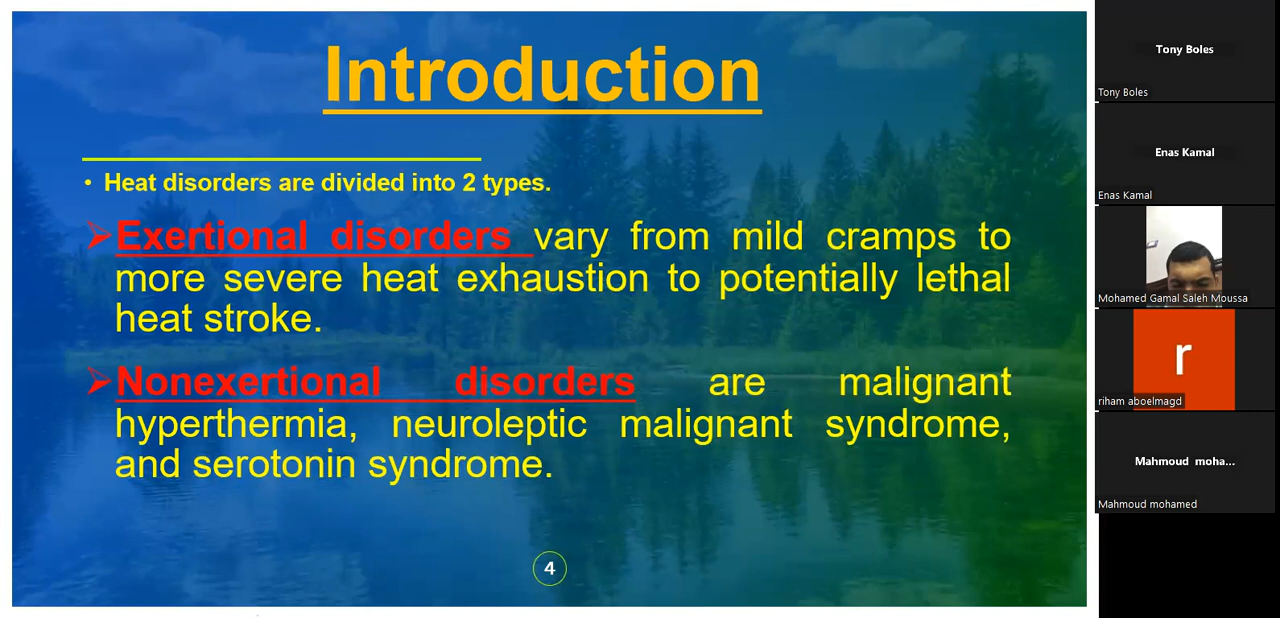 Introduction
• Heat disorders are divided into 2 types.
➢Exertional disorders vary from mild cramps to
more severe heat exhaustion to potentially lethal
heat stroke.
➢Nonexertional disorders are malignant
hyperthermia, neuroleptic malignant syndrome,
and serotonin syndrome.
4
Tony Boles
Tony Boles
Enas Kamal
Enas Kamal
Mohamed Gamal Saleh Moussa
r
riham aboelmagd
Mahmoud moha...
Mahmoud mohamed